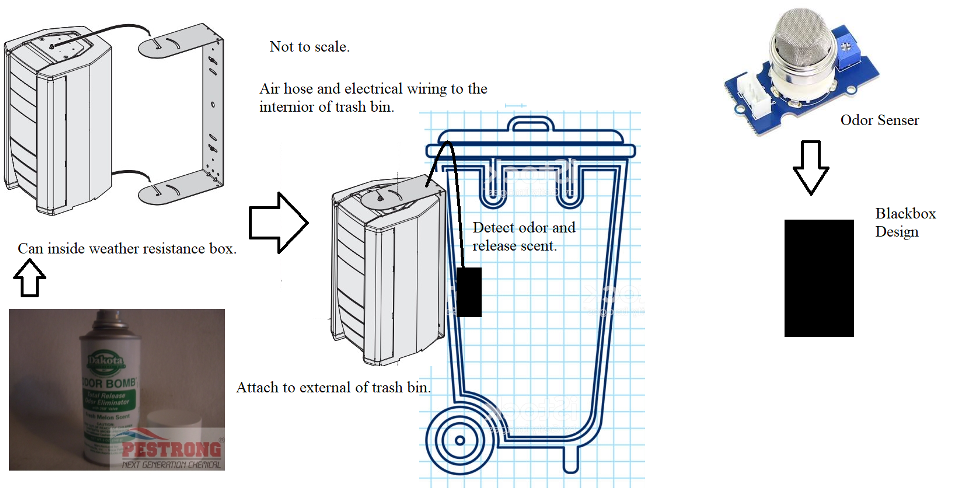 Not to scale.
Air hose and electrical wiring to the
interior of trash bin.
Odor Senser
Detect odor and
release scent.
Blackbox
Design
Can inside weather resistance box.
Attach to external of trash bin.
Dakota
ODOR BOMB
Total Release
Odor Eliminator
PESTRONG
NEXT GENERATION CHEMICAL